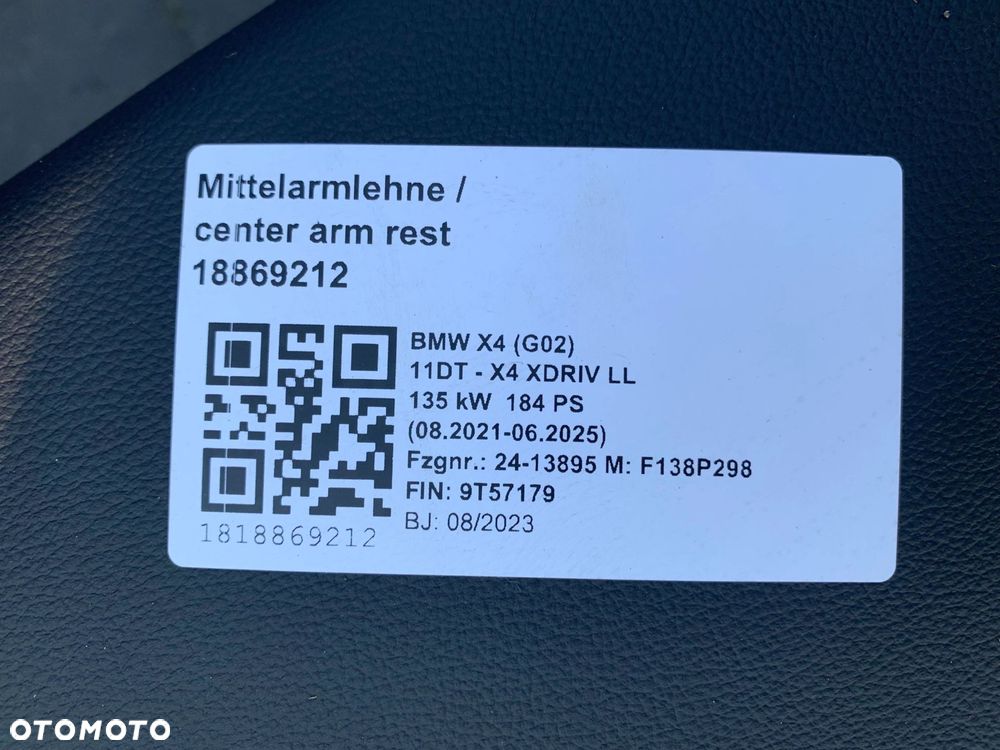 Mittelarmlehne /
center arm rest
18869212
BMW X4 (G02)
11DT - X4 XDRIV LL
135 kW 184 PS
(08.2021-06.2025)
Fzgnr.: 24-13895 M: F138P298
FIN: 9T57179
BJ: 08/2023
1818869212
OTOMOTO